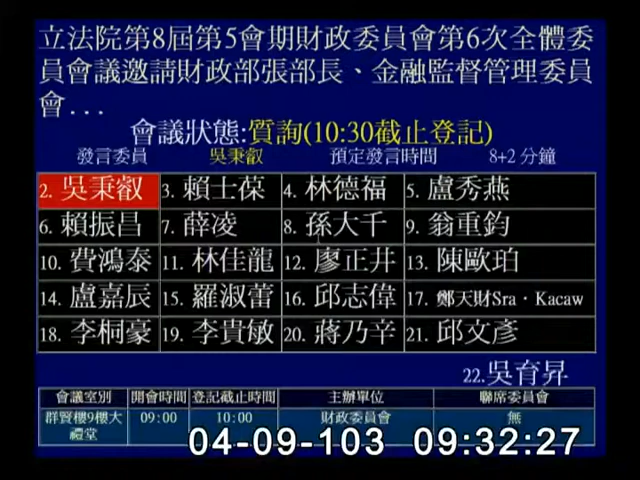 立法院第8屆第5會期財政委員會第6次全體委
員會議邀請財政部張部長、金融監督管理委員
會...
會議狀態:質詢(10:30截止登記)
發言委員 吳秉叡 預定發言時間 8+2 分鐘
2. 吳秉叡 3. 賴士葆 4. 林德福 5. 盧秀燕
6. 賴振昌 7. 薛凌 8. 孫大千 9. 翁重鈞
10. 費鴻泰 11. 林佳龍 12. 廖正井 13. 陳歐珀
14. 盧嘉辰 15. 羅淑蕾 16. 邱志偉 17. 鄭天財Sra．Kacaw
18. 李桐豪 19. 李貴敏 20. 蔣乃辛 21. 邱文彥
22.吳育昇
會議室別 開會時間 登記截止時間 主辦單位 聯席委員會
群賢樓9樓大 09:00 10:00 財政委員會 無
禮堂
04-09-103 09:32:27